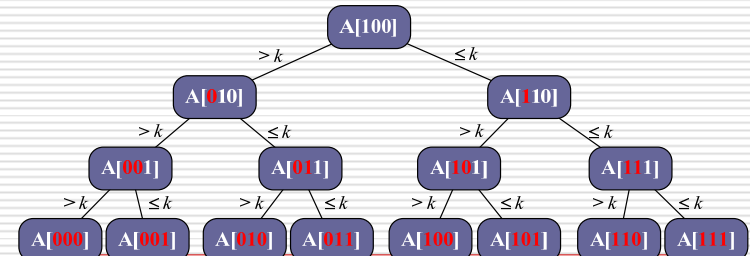 A[100]
> k ≤ k
A[010] A[110]
> k ≤ k > k ≤ k
A[001] A[011] A[101] A[111]
> k ≤ k > k ≤ k > k ≤ k > k ≤ k
A[000] A[001] A[010] A[011] A[100] A[101] A[110] A[111]